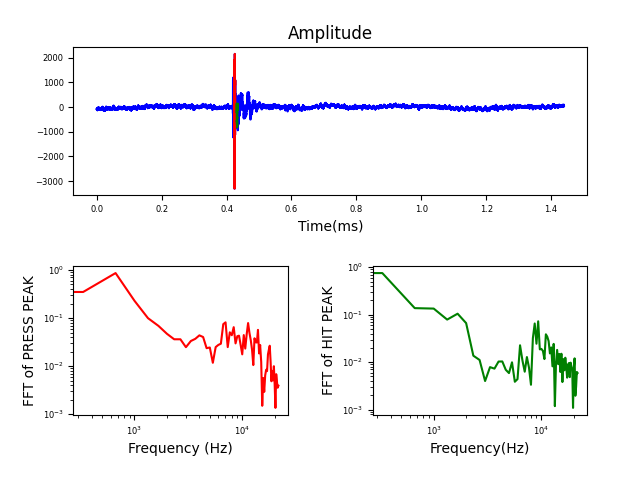 Amplitude
2000
1000
0
−1000
−2000
−3000
0.0 0.2 0.4 0.6 0.8 1.0 1.2 1.4
Time(ms)
FFT of PRESS PEAK
10⁰
10⁻¹
10⁻²
10⁻³
10³ 10⁴
Frequency (Hz)
FFT of HIT PEAK
10⁰
10⁻¹
10⁻²
10⁻³
10³ 10⁴
Frequency(Hz)